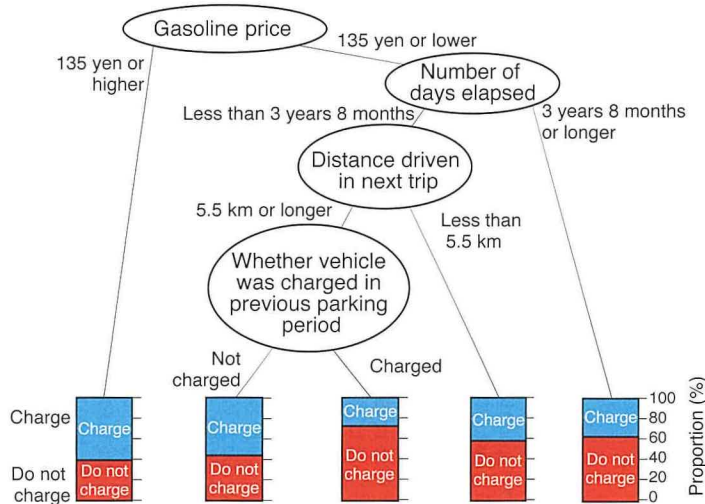 Gasoline price
135 yen or
higher
135 yen or lower
Number of
days elapsed
Less than 3 years 8 months
3 years 8 months
or longer
Distance driven
in next trip
5.5 km or longer
Less than
5.5 km
Whether vehicle
was charged in
previous parking
period
Not
charged
Charged
Charge
Do not
charge
Charge
Do not
charge
Charge
Do not
charge
Charge
Do not
charge
Charge
Do not
charge
Charge
Do not
charge
100
80
60
40
20
0
Proportion (%)